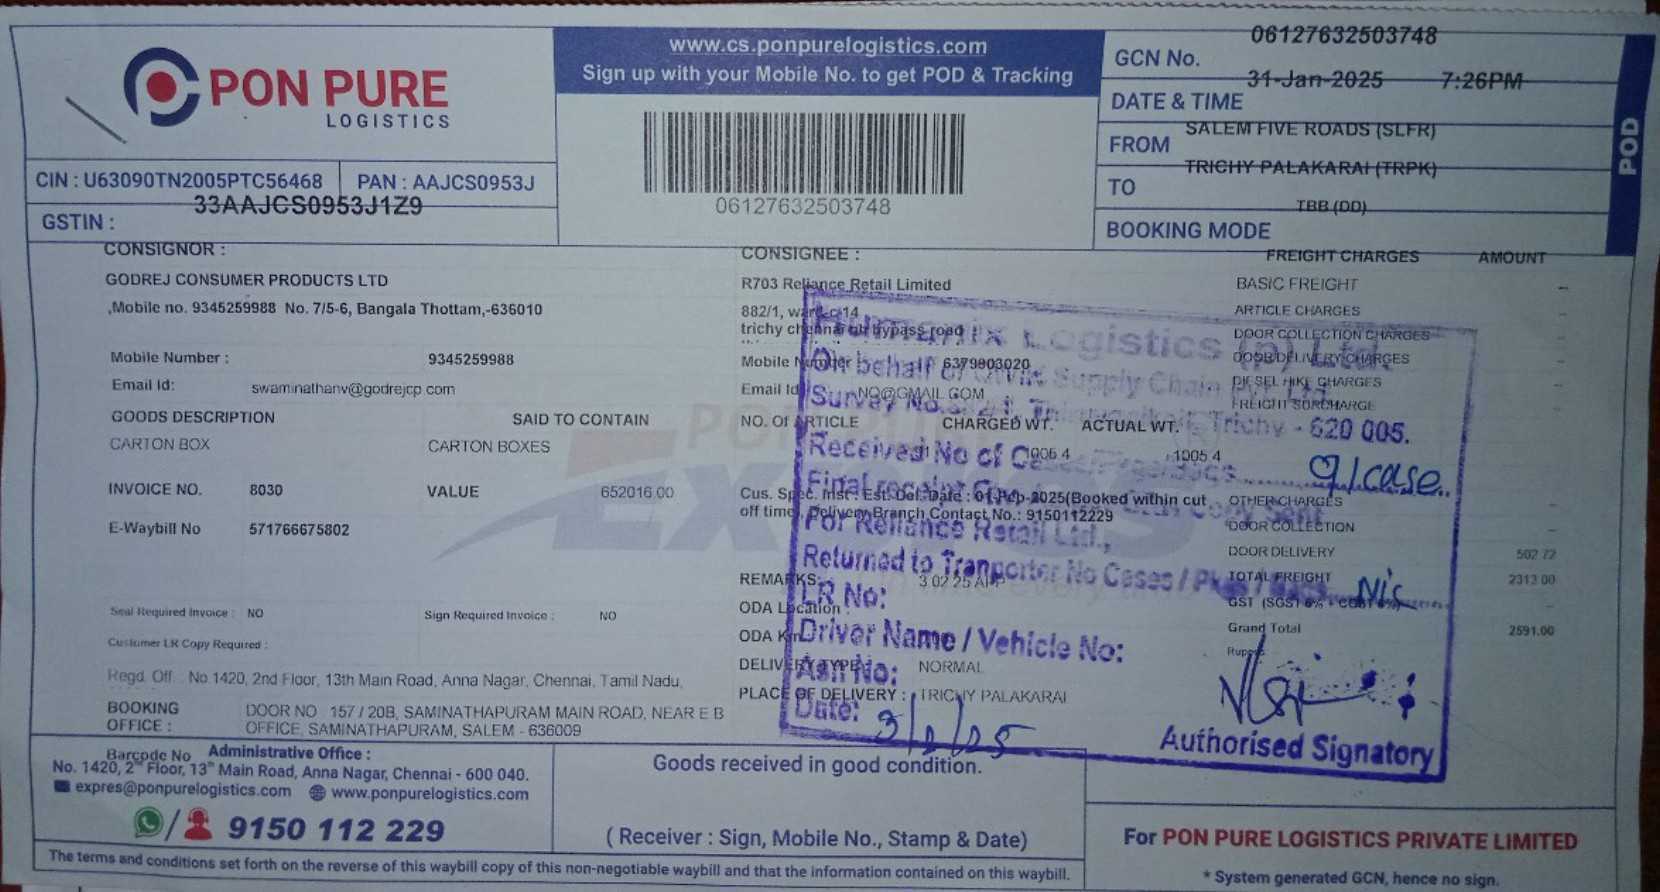 PON PURE
LOGISTICS
CIN : U63090TN2005PTC56468
PAN : AAJCS0953J
33AAJCS0953J1Z9
GSTIN :
www.cs.ponpurelogistics.com
Sign up with your Mobile No. to get POD & Tracking
06127632503748
06127632503748
GCN No.
31-Jan-2025 7:26PM
DATE & TIME
SALEM FIVE ROADS (SLFR)
FROM
TRICHY PALAKARAI (TRPK)
TO
TBB (DD)
BOOKING MODE
POD
CONSIGNOR :
GODREJ CONSUMER PRODUCTS LTD
,Mobile no. 9345259988 No. 7/5-6, Bangala Thottam,-636010
Mobile Number : 9345259988
Email Id: swaminathanv@godrejcp.com
GOODS DESCRIPTION SAID TO CONTAIN
CARTON BOX CARTON BOXES
INVOICE NO. 8030 VALUE 652016.00
E-Waybill No 571766675802
Seal Required Invoice : NO Sign Required Invoice : NO
Customer LR Copy Required :
Regd. Off : No 1420, 2nd Floor, 13th Main Road, Anna Nagar, Chennai, Tamil Nadu,
BOOKING OFFICE : DOOR NO : 157 / 20B, SAMINATHAPURAM MAIN ROAD, NEAR E B
OFFICE, SAMINATHAPURAM, SALEM - 636009
CONSIGNEE :
R703 Reliance Retail Limited
882/1,
trichy chennai bypass road
Mobile Number 6379803020
Email Id NO@GMAIL.COM
NO. Of ARTICLE CHARGED WT. ACTUAL WT.
1005.4
Cus. Spec. Inst : Est. Del. Date : 01-Feb-2025(Booked within cut
off time), Delivery Branch Contact No.: 9150112229
REMARKS:
ODA Location :
ODA
DELIVERY TYPE : NORMAL
PLACE OF DELIVERY : TRICHY PALAKARAI
FREIGHT CHARGES AMOUNT
BASIC FREIGHT
ARTICLE CHARGES
DOOR COLLECTION CHARGES
DOOR DELIVERY CHARGES
DIESEL HIKE CHARGES
FREIGHT SURCHARGE
OTHER CHARGES
DOOR COLLECTION
DOOR DELIVERY 502.72
TOTAL FREIGHT 2313.00
GST
Grand Total 2591.00
Logistics (p) Ltd.
On behalf of Supply Chain
Survey No. Trichy - 620 005.
Received No of
91case..
For Reliance Retail Ltd.,
Returned to Tranporter No Cases /
Nil
LR No:
Driver Name / Vehicle No:
Asn No:
Date: 3/2/25
Authorised Signatory
Barcode No Administrative Office :
No. 1420, 2nd Floor, 13th Main Road, Anna Nagar, Chennai - 600 040.
expres@ponpurelogistics.com www.ponpurelogistics.com
9150 112 229
Goods received in good condition.
( Receiver : Sign, Mobile No., Stamp & Date)
For PON PURE LOGISTICS PRIVATE LIMITED
* System generated GCN, hence no sign.
The terms and conditions set forth on the reverse of this waybill copy of this non-negotiable waybill and that the information contained on this waybill.